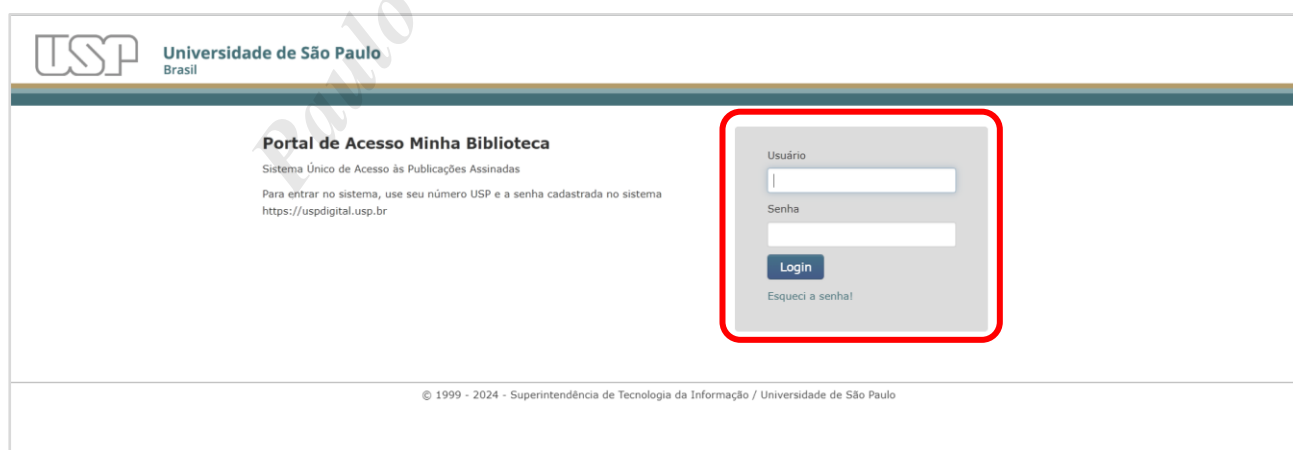 Paulo
USP
Universidade de São Paulo
Brasil
Portal de Acesso Minha Biblioteca
Sistema Único de Acesso às Publicações Assinadas
Para entrar no sistema, use seu número USP e a senha cadastrada no sistema
https://uspdigital.usp.br
Usuário
Senha
Login
Esqueci a senha!
© 1999 - 2024 - Superintendência de Tecnologia da Informação / Universidade de São Paulo